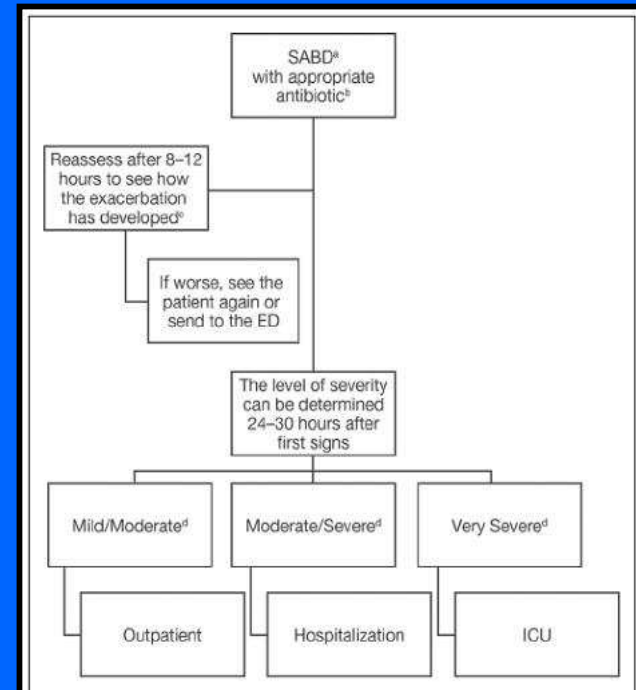 SABDᵃ
with appropriate
antibioticᵇ
Reassess after 8–12
hours to see how
the exacerbation
has developedᶜ
If worse, see the
patient again or
send to the ED
The level of severity
can be determined
24–30 hours after
first signs
Mild/Moderateᵈ
Moderate/Severeᵈ
Very Severeᵈ
Outpatient
Hospitalization
ICU